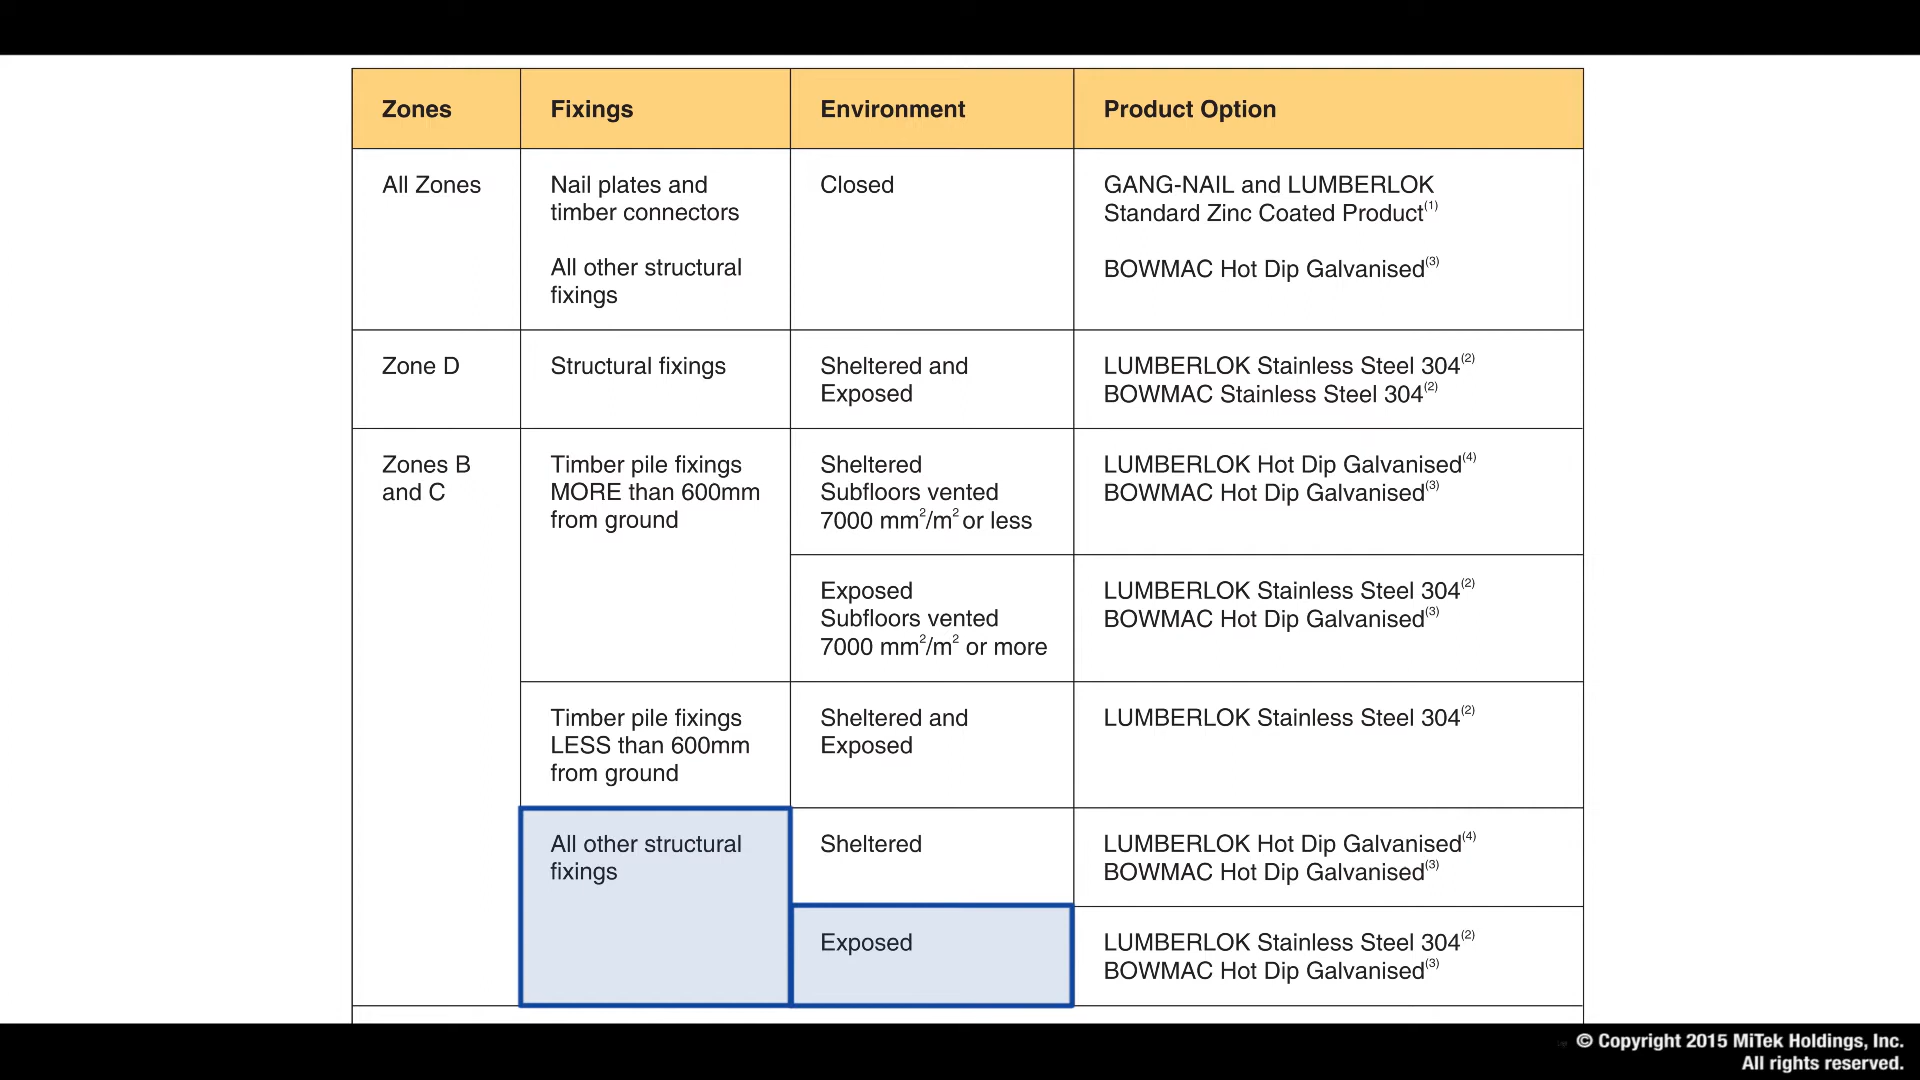 Zones Fixings Environment Product Option
All Zones
Nail plates and
timber connectors
All other structural
fixings
Closed
GANG-NAIL and LUMBERLOK
Standard Zinc Coated Product(1)
BOWMAC Hot Dip Galvanised(3)
Zone D
Structural fixings
Sheltered and
Exposed
LUMBERLOK Stainless Steel 304(2)
BOWMAC Stainless Steel 304(2)
Zones B
and C
Timber pile fixings
MORE than 600mm
from ground
Sheltered
Subfloors vented
7000 mm²/m² or less
LUMBERLOK Hot Dip Galvanised(4)
BOWMAC Hot Dip Galvanised(3)
Exposed
Subfloors vented
7000 mm²/m² or more
LUMBERLOK Stainless Steel 304(2)
BOWMAC Hot Dip Galvanised(3)
Timber pile fixings
LESS than 600mm
from ground
Sheltered and
Exposed
LUMBERLOK Stainless Steel 304(2)
All other structural
fixings
Sheltered
LUMBERLOK Hot Dip Galvanised(4)
BOWMAC Hot Dip Galvanised(3)
Exposed
LUMBERLOK Stainless Steel 304(2)
BOWMAC Hot Dip Galvanised(3)
© Copyright 2015 MiTek Holdings, Inc.
All rights reserved.